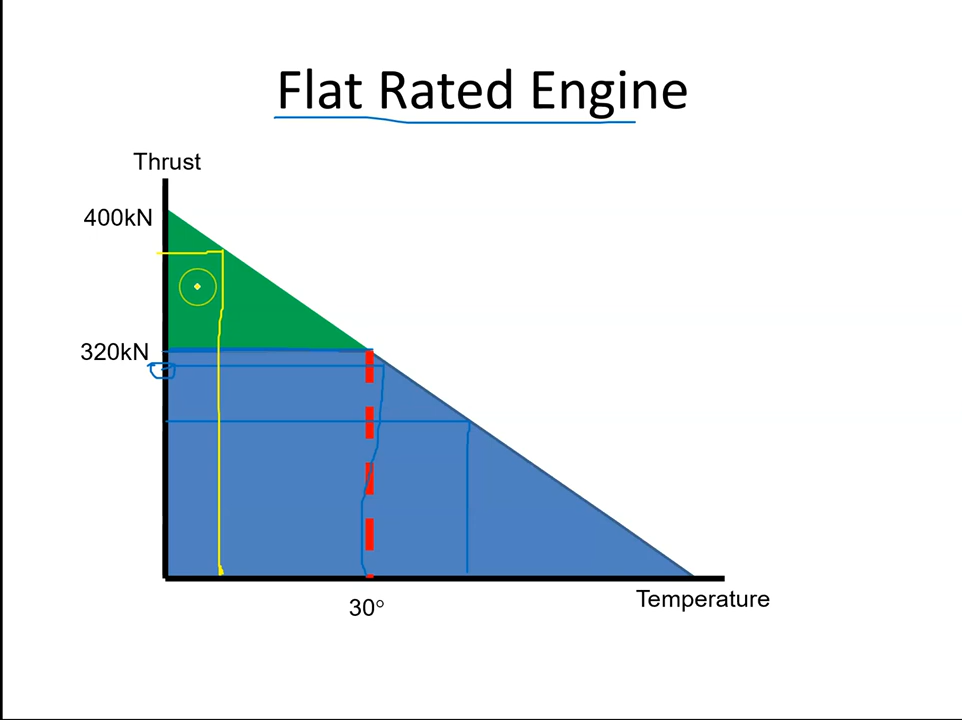 Flat Rated Engine
Thrust
400kN
320kN
30°
Temperature